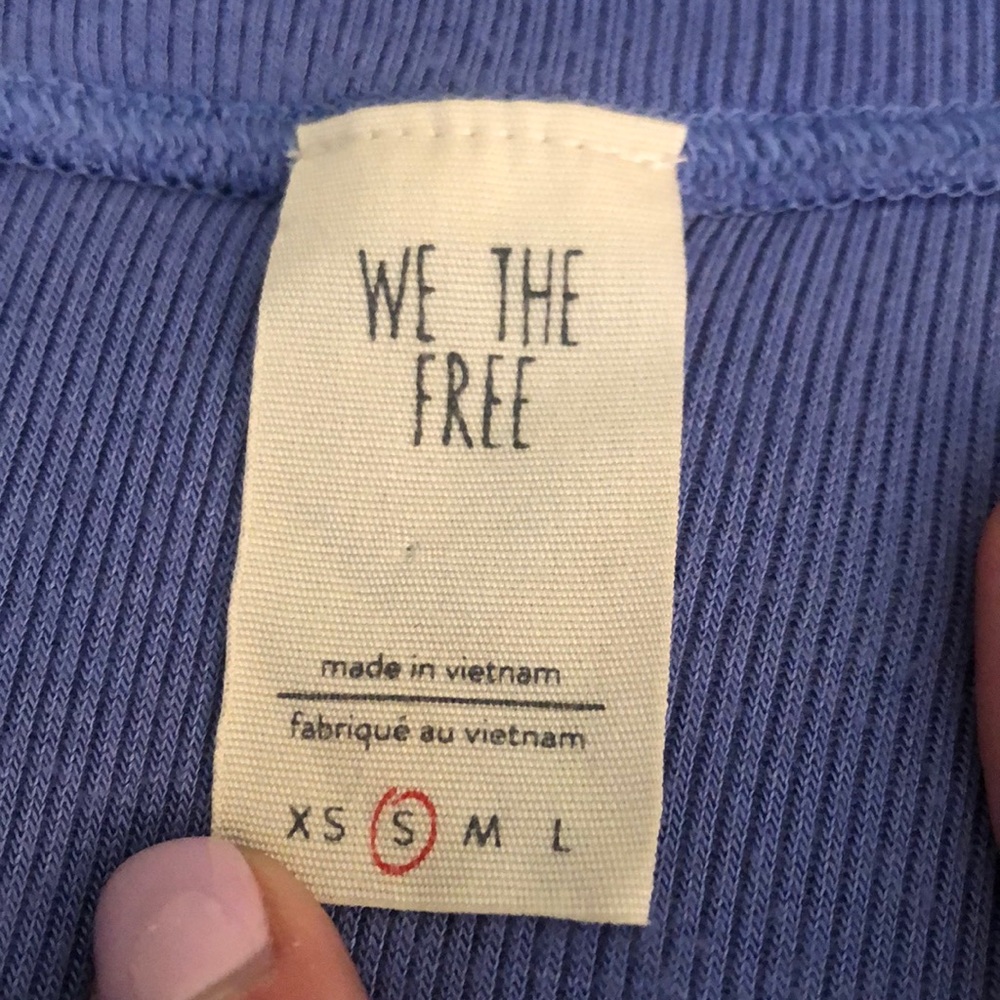 WE THE
FREE
made in vietnam
fabriqué au vietnam
XS S M L